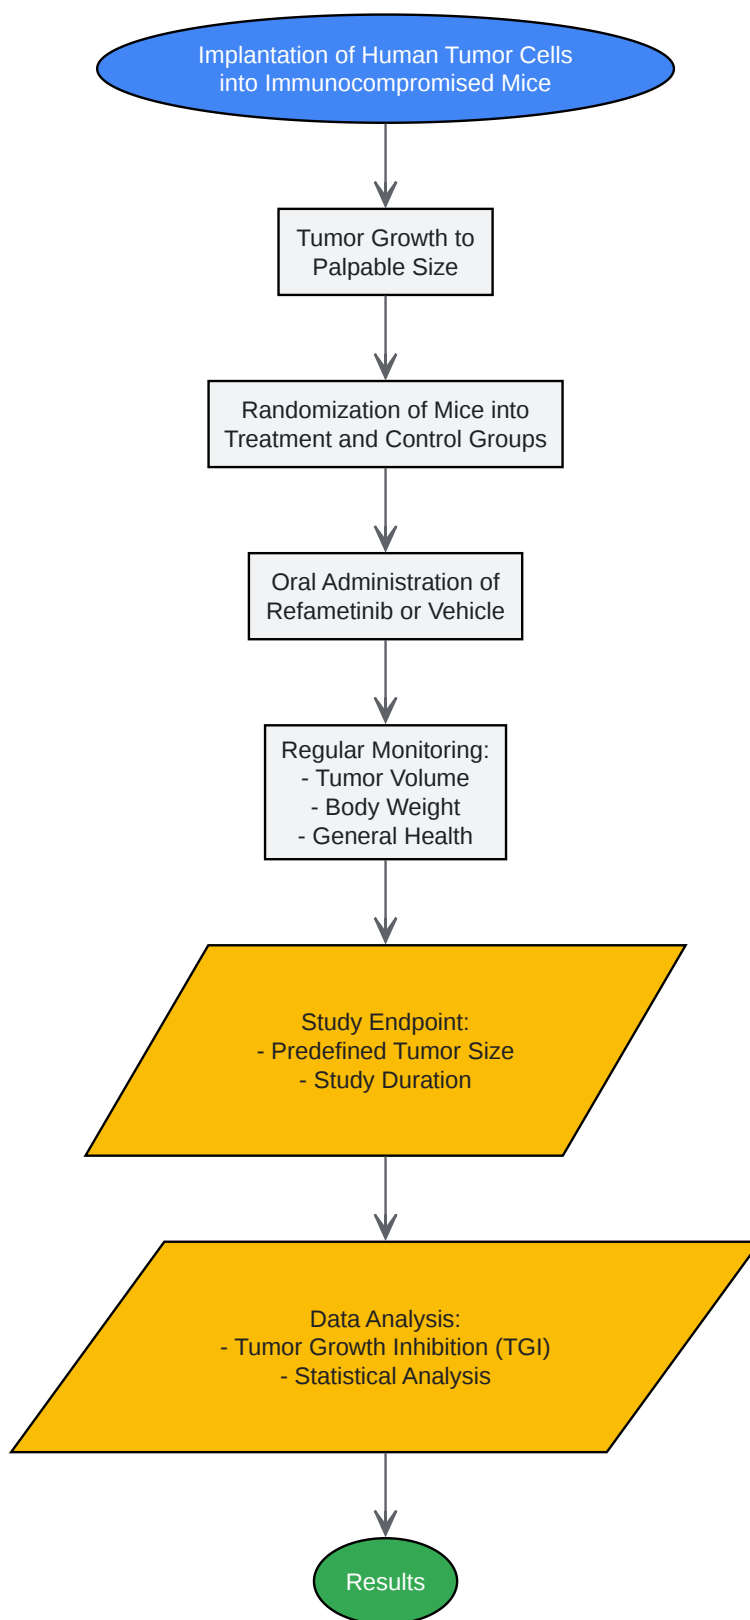 Implantation of Human Tumor Cells
into Immunocompromised Mice
Tumor Growth to
Palpable Size
Randomization of Mice into
Treatment and Control Groups
Oral Administration of
Refametinib or Vehicle
Regular Monitoring:
- Tumor Volume
- Body Weight
- General Health
Study Endpoint:
- Predefined Tumor Size
- Study Duration
Data Analysis:
- Tumor Growth Inhibition (TGI)
- Statistical Analysis
Results